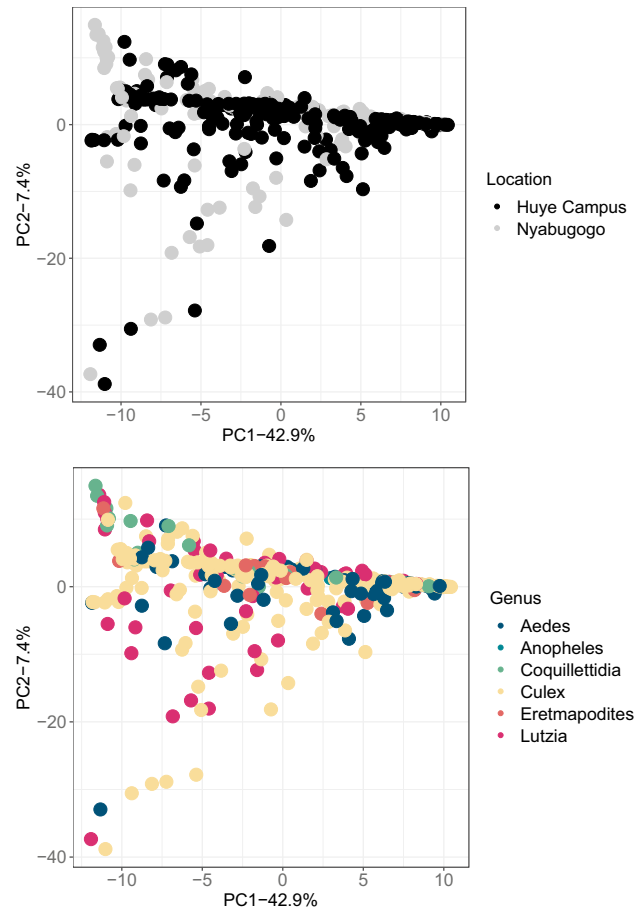 0
−20
−40
PC2−7.4%
−10
−5
0
5
10
PC1−42.9%
Location
Huye Campus
Nyabugogo
0
−20
−40
PC2−7.4%
−10
−5
0
5
10
PC1−42.9%
Genus
Aedes
Anopheles
Coquillettidia
Culex
Eretmapodites
Lutzia